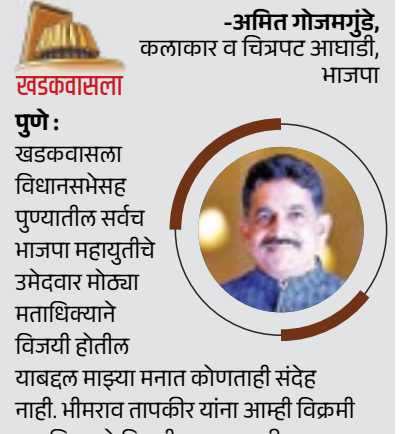 -अमित गोजमगुंडे,
कलाकार व चित्रपट आघाडी,
भाजपा
खडकवासला
पुणे :
खडकवासला
विधानसभेसह
पुण्यातील सर्वच
भाजपा महायुतीचे
उमेदवार मोठ्या
मताधिक्याने
विजयी होतील
याबद्दल माझ्या मनात कोणताही संदेह
नाही. भीमराव तापकीर यांना आम्ही विक्रमी